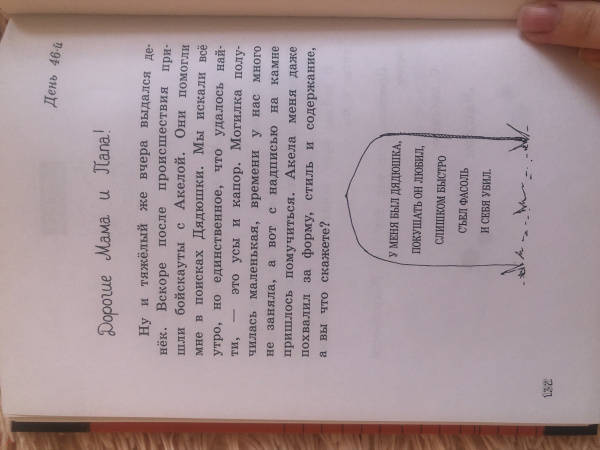 День 46-й
Дорогие Мама и Папа!
Ну и тяжёлый же вчера выдался де-
нёк. Вскоре после происшествия при-
шли бойскауты с Акелой. Они помогли
мне в поисках Дядюшки. Мы искали всё
утро, но единственное, что удалось най-
ти, — это усы и капор. Могилка полу-
чилась маленькая, времени у нас много
не заняла, а вот с надписью на камне
пришлось помучиться. Акела меня даже
похвалил за форму, стиль и содержание,
а вы что скажете?
У МЕНЯ БЫЛ ДЯДЮШКА,
ПОКУШАТЬ ОН ЛЮБИЛ,
СЛИШКОМ БЫСТРО
СЪЕЛ ФАСОЛЬ
И СЕБЯ УБИЛ.
132